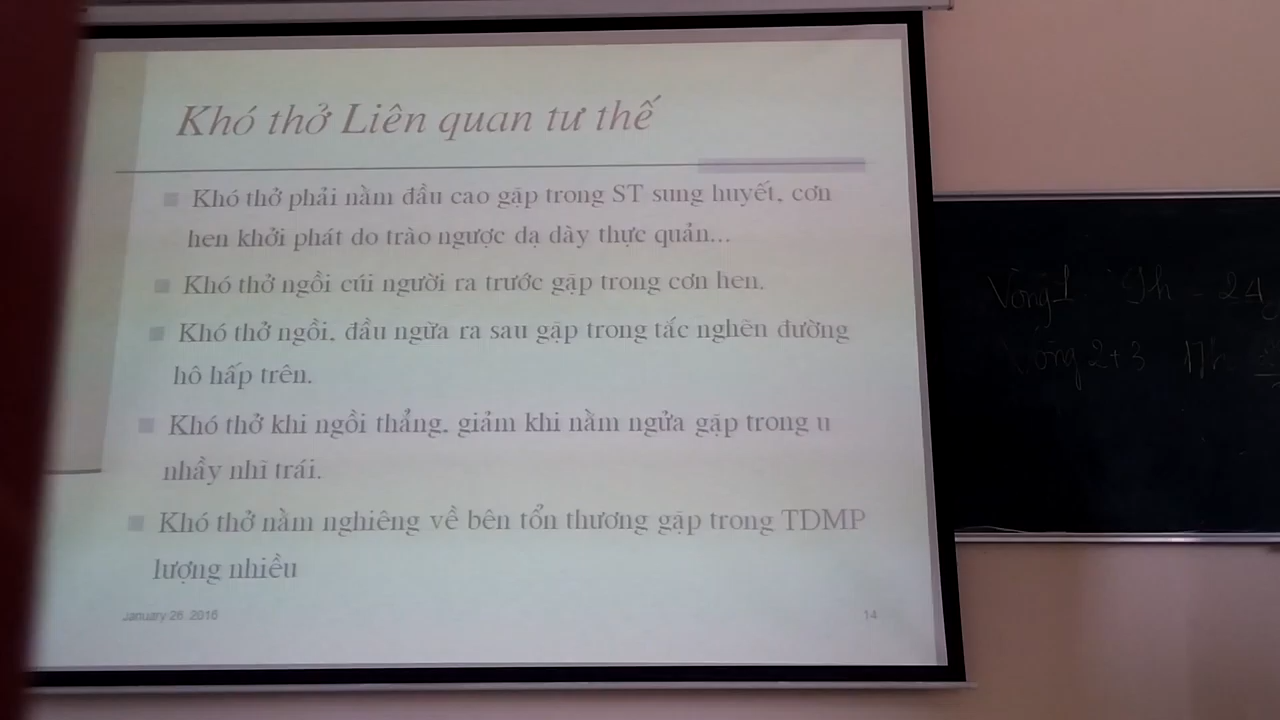 Khó thở Liên quan tư thế
Khó thở phải nằm đầu cao gặp trong ST sung huyết, cơn
hen khởi phát do trào ngược dạ dày thực quản...
Khó thở ngồi cúi người ra trước gặp trong cơn hen.
Khó thở ngồi, đầu ngữa ra sau gặp trong tắc nghẽn đường
hô hấp trên.
Khó thở khi ngồi thẳng, giảm khi nằm ngửa gặp trong u
nhầy nhĩ trái.
Khó thở nằm nghiêng về bên tổn thương gặp trong TDMP
lượng nhiều
January 26, 2016
14
Vòng 1 9h - 24
Vòng 2+3 17h